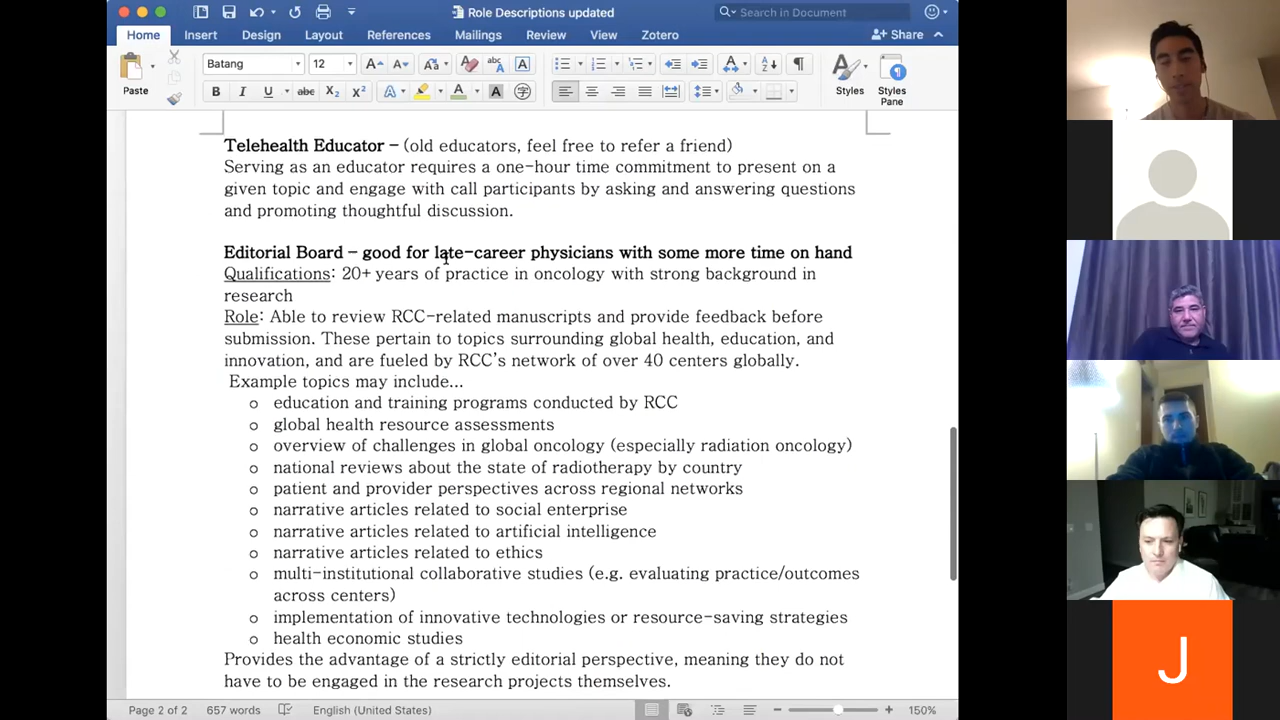 Role Descriptions updated
Search in Document
Home Insert Design Layout References Mailings Review View Zotero Share
Batang 12
Paste Styles Styles Pane
Telehealth Educator – (old educators, feel free to refer a friend)
Serving as an educator requires a one-hour time commitment to present on a
given topic and engage with call participants by asking and answering questions
and promoting thoughtful discussion.
Editorial Board – good for late-career physicians with some more time on hand
Qualifications: 20+ years of practice in oncology with strong background in
research
Role: Able to review RCC-related manuscripts and provide feedback before
submission. These pertain to topics surrounding global health, education, and
innovation, and are fueled by RCC's network of over 40 centers globally.
Example topics may include...
o education and training programs conducted by RCC
o global health resource assessments
o overview of challenges in global oncology (especially radiation oncology)
o national reviews about the state of radiotherapy by country
o patient and provider perspectives across regional networks
o narrative articles related to social enterprise
o narrative articles related to artificial intelligence
o narrative articles related to ethics
o multi-institutional collaborative studies (e.g. evaluating practice/outcomes
across centers)
o implementation of innovative technologies or resource-saving strategies
o health economic studies
Provides the advantage of a strictly editorial perspective, meaning they do not
have to be engaged in the research projects themselves.
Page 2 of 2 657 words English (United States) 150%
J